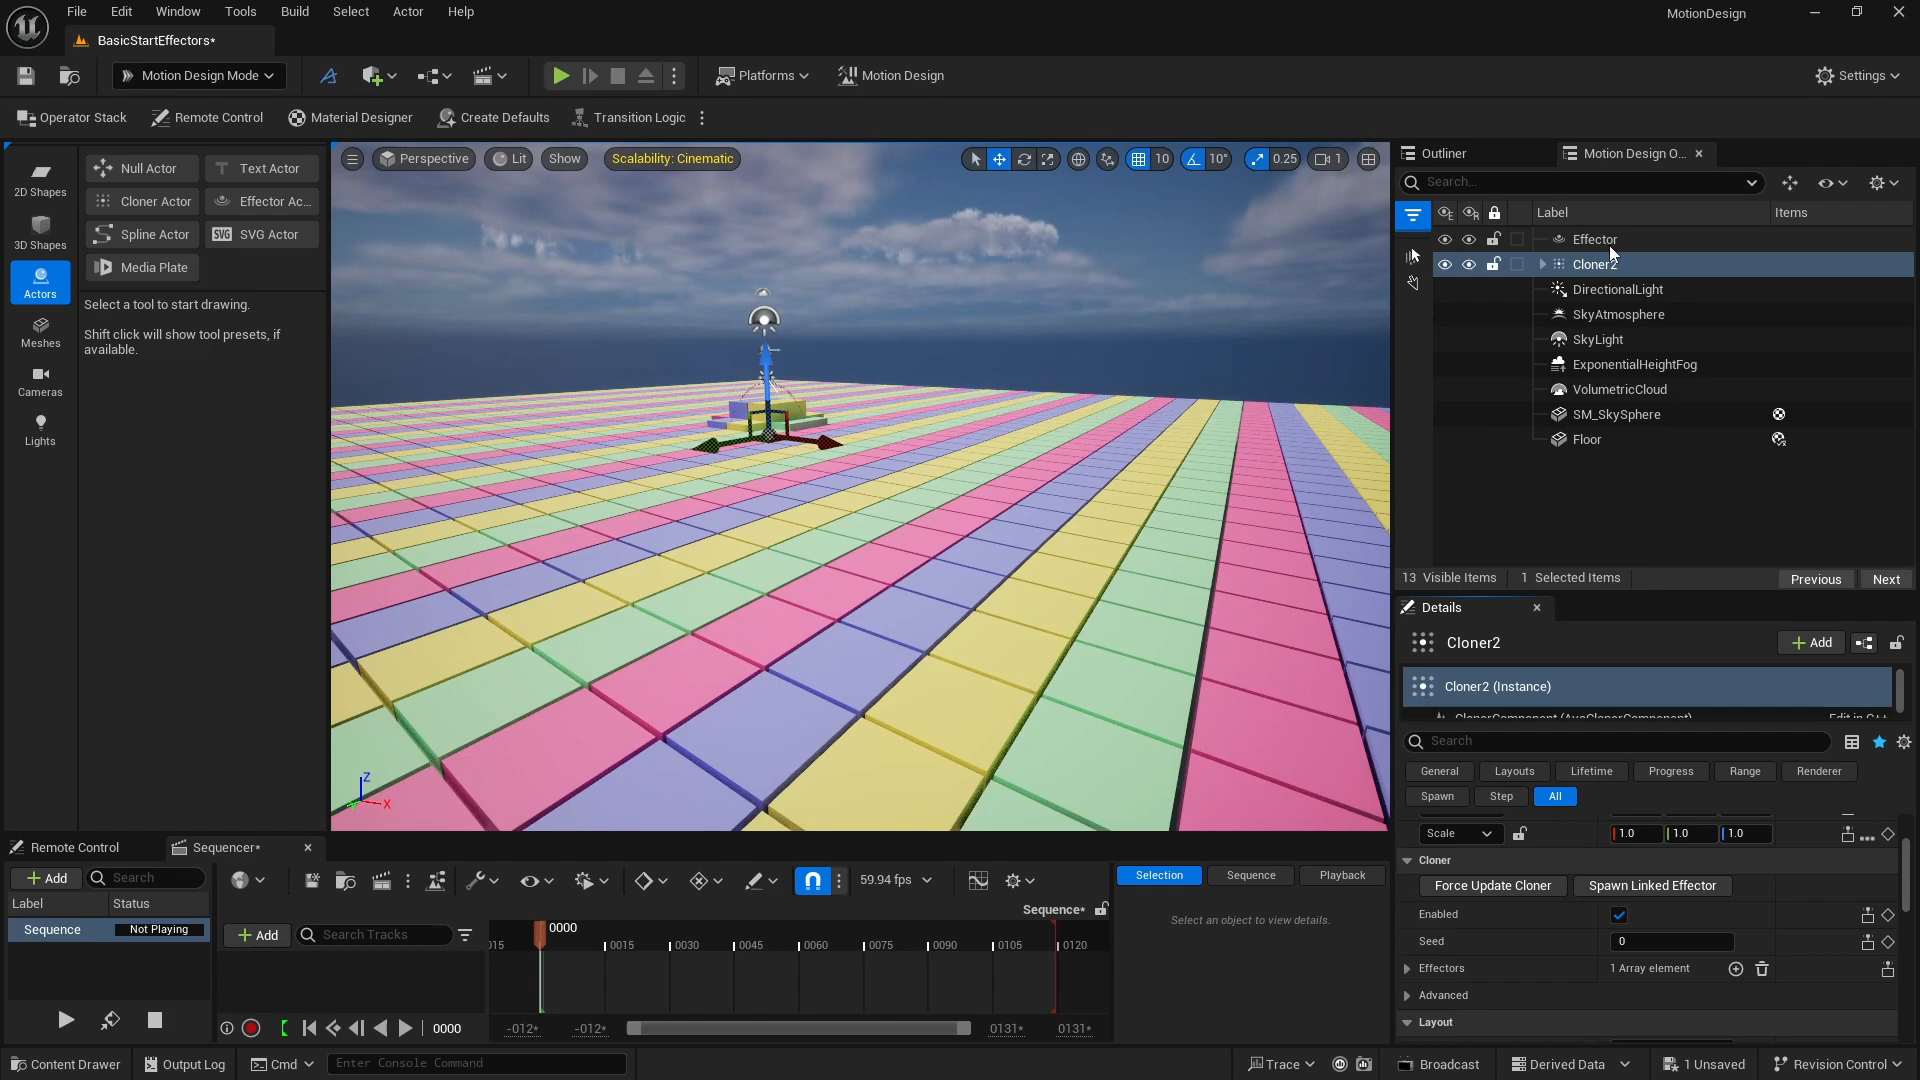 File Edit Window Tools Build Select Actor Help
MotionDesign
BasicStartEffectors*
Motion Design Mode
Platforms
Motion Design
Settings
Operator Stack
Remote Control
Material Designer
Create Defaults
Transition Logic
2D Shapes
3D Shapes
Actors
Meshes
Cameras
Lights
Null Actor
Text Actor
Cloner Actor
Effector Ac...
Spline Actor
SVG SVG Actor
Media Plate
Select a tool to start drawing.
Shift click will show tool presets, if
available.
Perspective
Lit
Show
Scalability: Cinematic
10
10°
0.25
1
Z
X
Outliner
Motion Design O...
Search...
Label
Items
Effector
Cloner2
DirectionalLight
SkyAtmosphere
SkyLight
ExponentialHeightFog
VolumetricCloud
SM_SkySphere
Floor
13 Visible Items
1 Selected Items
Previous
Next
Details
Cloner2
Add
Cloner2 (Instance)
ClonerComponent (AvaClonerComponent)
Edit in C++
Search
General Layouts Lifetime Progress Range Renderer
Spawn Step All
Scale 1.0 1.0 1.0
Cloner
Force Update Cloner
Spawn Linked Effector
Enabled
Seed 0
Effectors 1 Array element
Advanced
Layout
Remote Control
Sequencer*
Add
Search
Label Status
Sequence Not Playing
59.94 fps
Sequence*
Add
Search Tracks
0000
015 0015 0030 0045 0060 0075 0090 0105 0120
0000
-012* -012* 0131* 0131*
Selection Sequence Playback
Select an object to view details.
Content Drawer
Output Log
Cmd
Enter Console Command
Trace
Broadcast
Derived Data
1 Unsaved
Revision Control